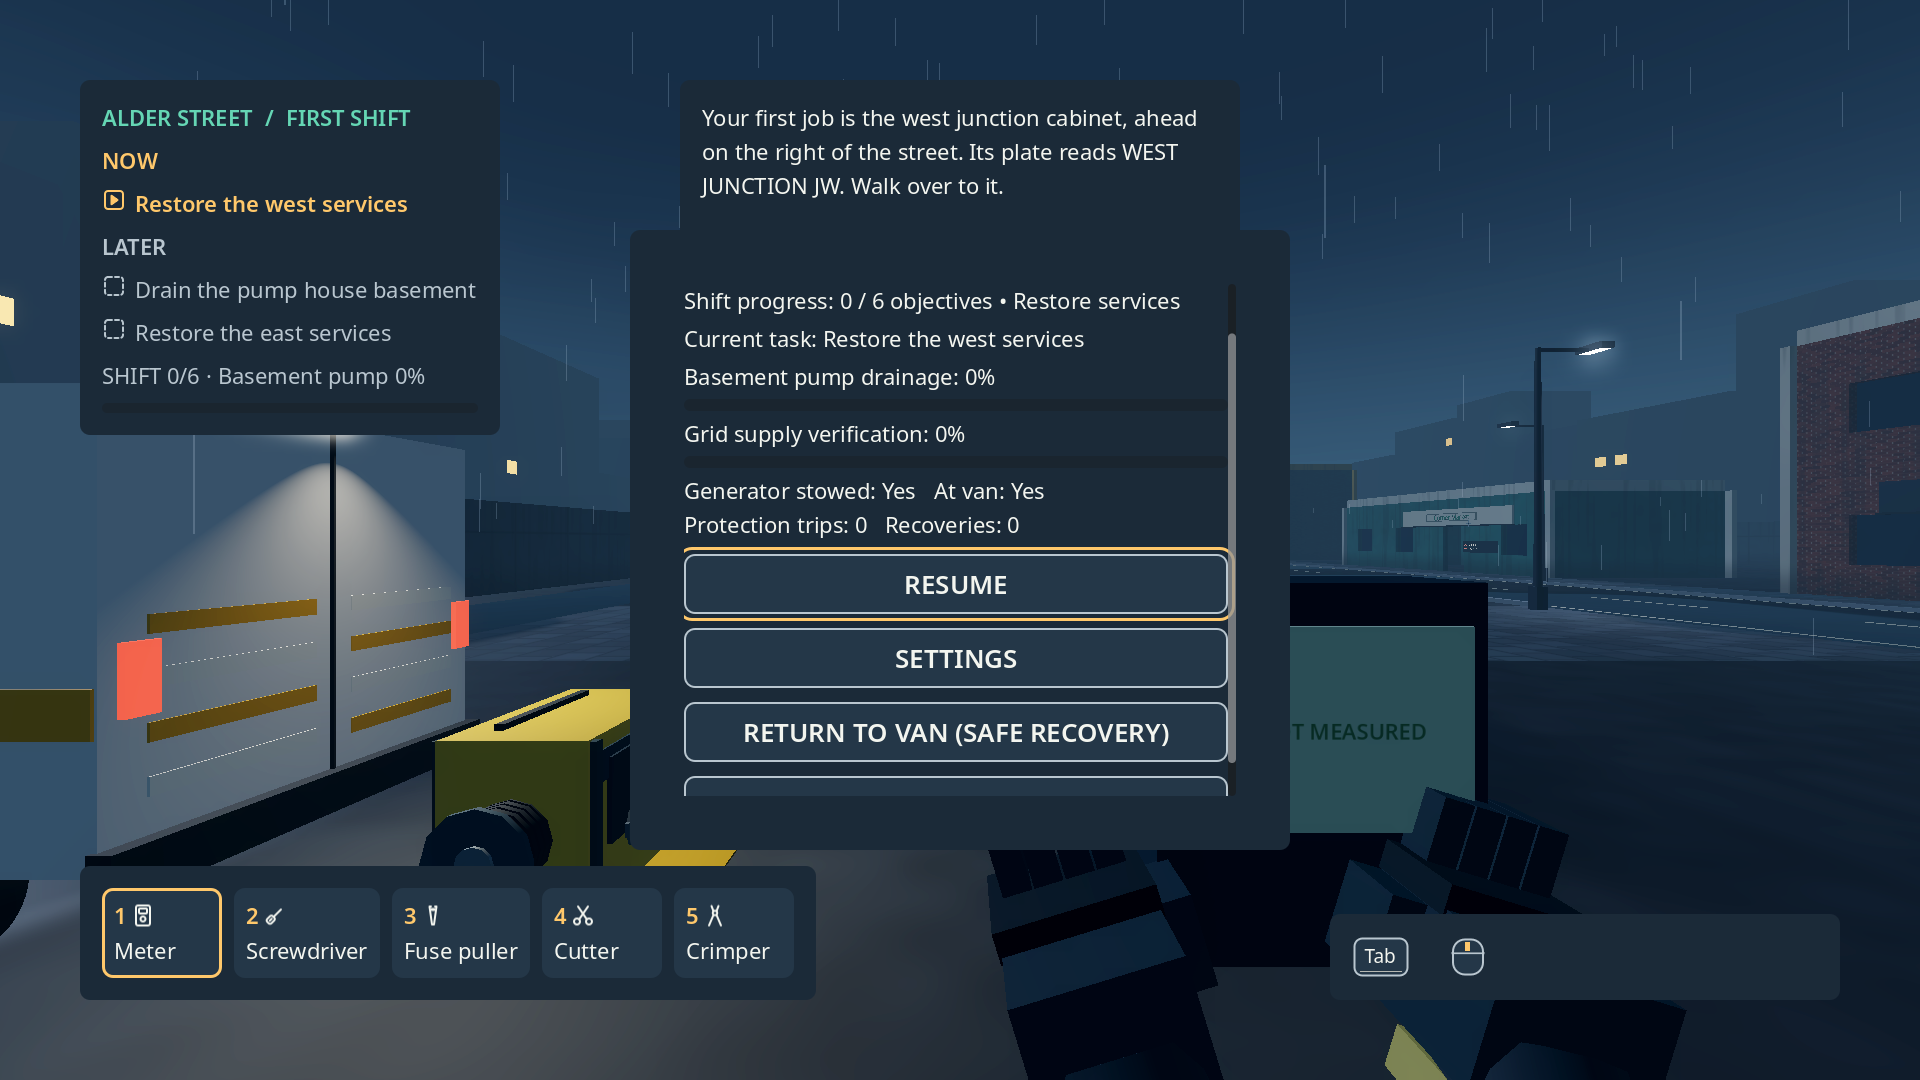 ALDER STREET / FIRST SHIFT
NOW
Restore the west services
LATER
Drain the pump house basement
Restore the east services
SHIFT 0/6 · Basement pump 0%
Your first job is the west junction cabinet, ahead
on the right of the street. Its plate reads WEST
JUNCTION JW. Walk over to it.
Shift progress: 0 / 6 objectives • Restore services
Current task: Restore the west services
Basement pump drainage: 0%
Grid supply verification: 0%
Generator stowed: Yes At van: Yes
Protection trips: 0 Recoveries: 0
RESUME
SETTINGS
RETURN TO VAN (SAFE RECOVERY)
T MEASURED
1
Meter
2
Screwdriver
3
Fuse puller
4
Cutter
5
Crimper
Tab